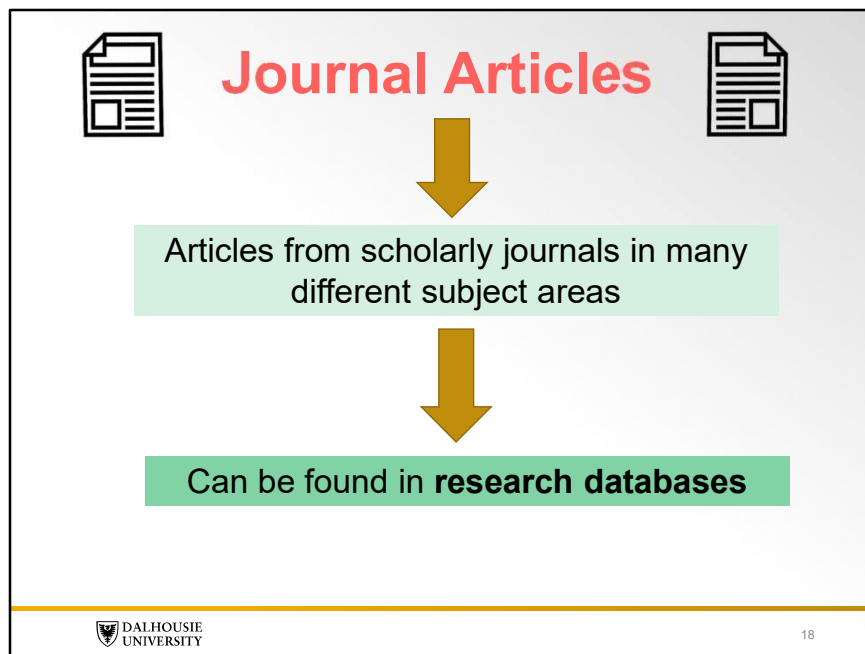 Journal Articles
Articles from scholarly journals in many
different subject areas
Can be found in research databases
DALHOUSIE
UNIVERSITY
18